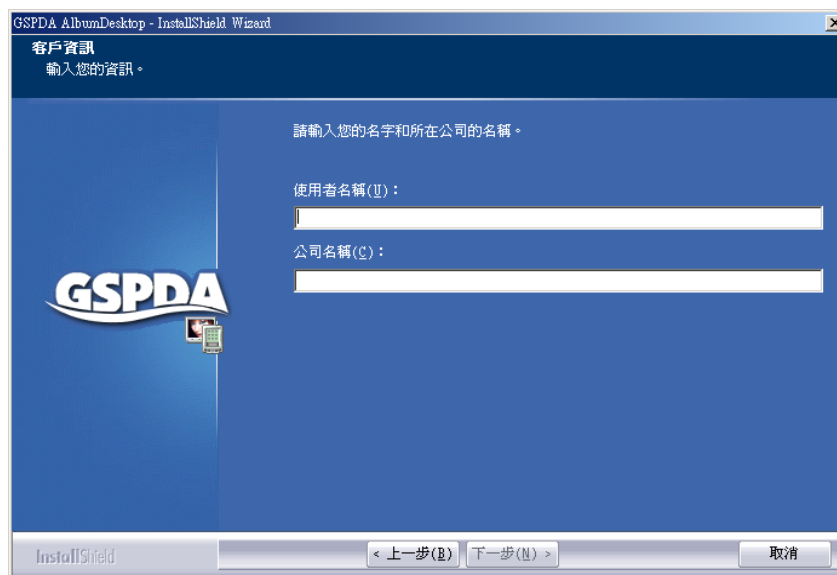 GSPDA AlbumDesktop - InstallShield Wizard
客戶資訊
輸入您的資訊。
請輸入您的名字和所在公司的名稱。
使用者名稱(U)：
公司名稱(C)：
GSPDA
InstallShield
< 上一步(B)
下一步(N) >
取消